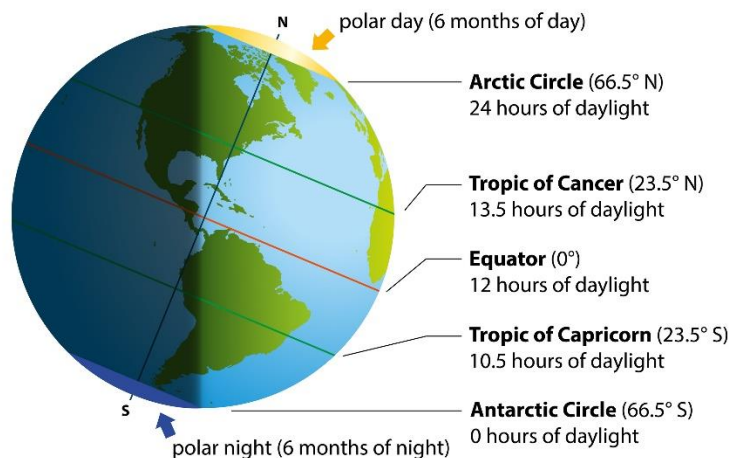 N
polar day (6 months of day)
Arctic Circle (66.5° N)
24 hours of daylight
Tropic of Cancer (23.5° N)
13.5 hours of daylight
Equator (0°)
12 hours of daylight
Tropic of Capricorn (23.5° S)
10.5 hours of daylight
Antarctic Circle (66.5° S)
0 hours of daylight
S
polar night (6 months of night)